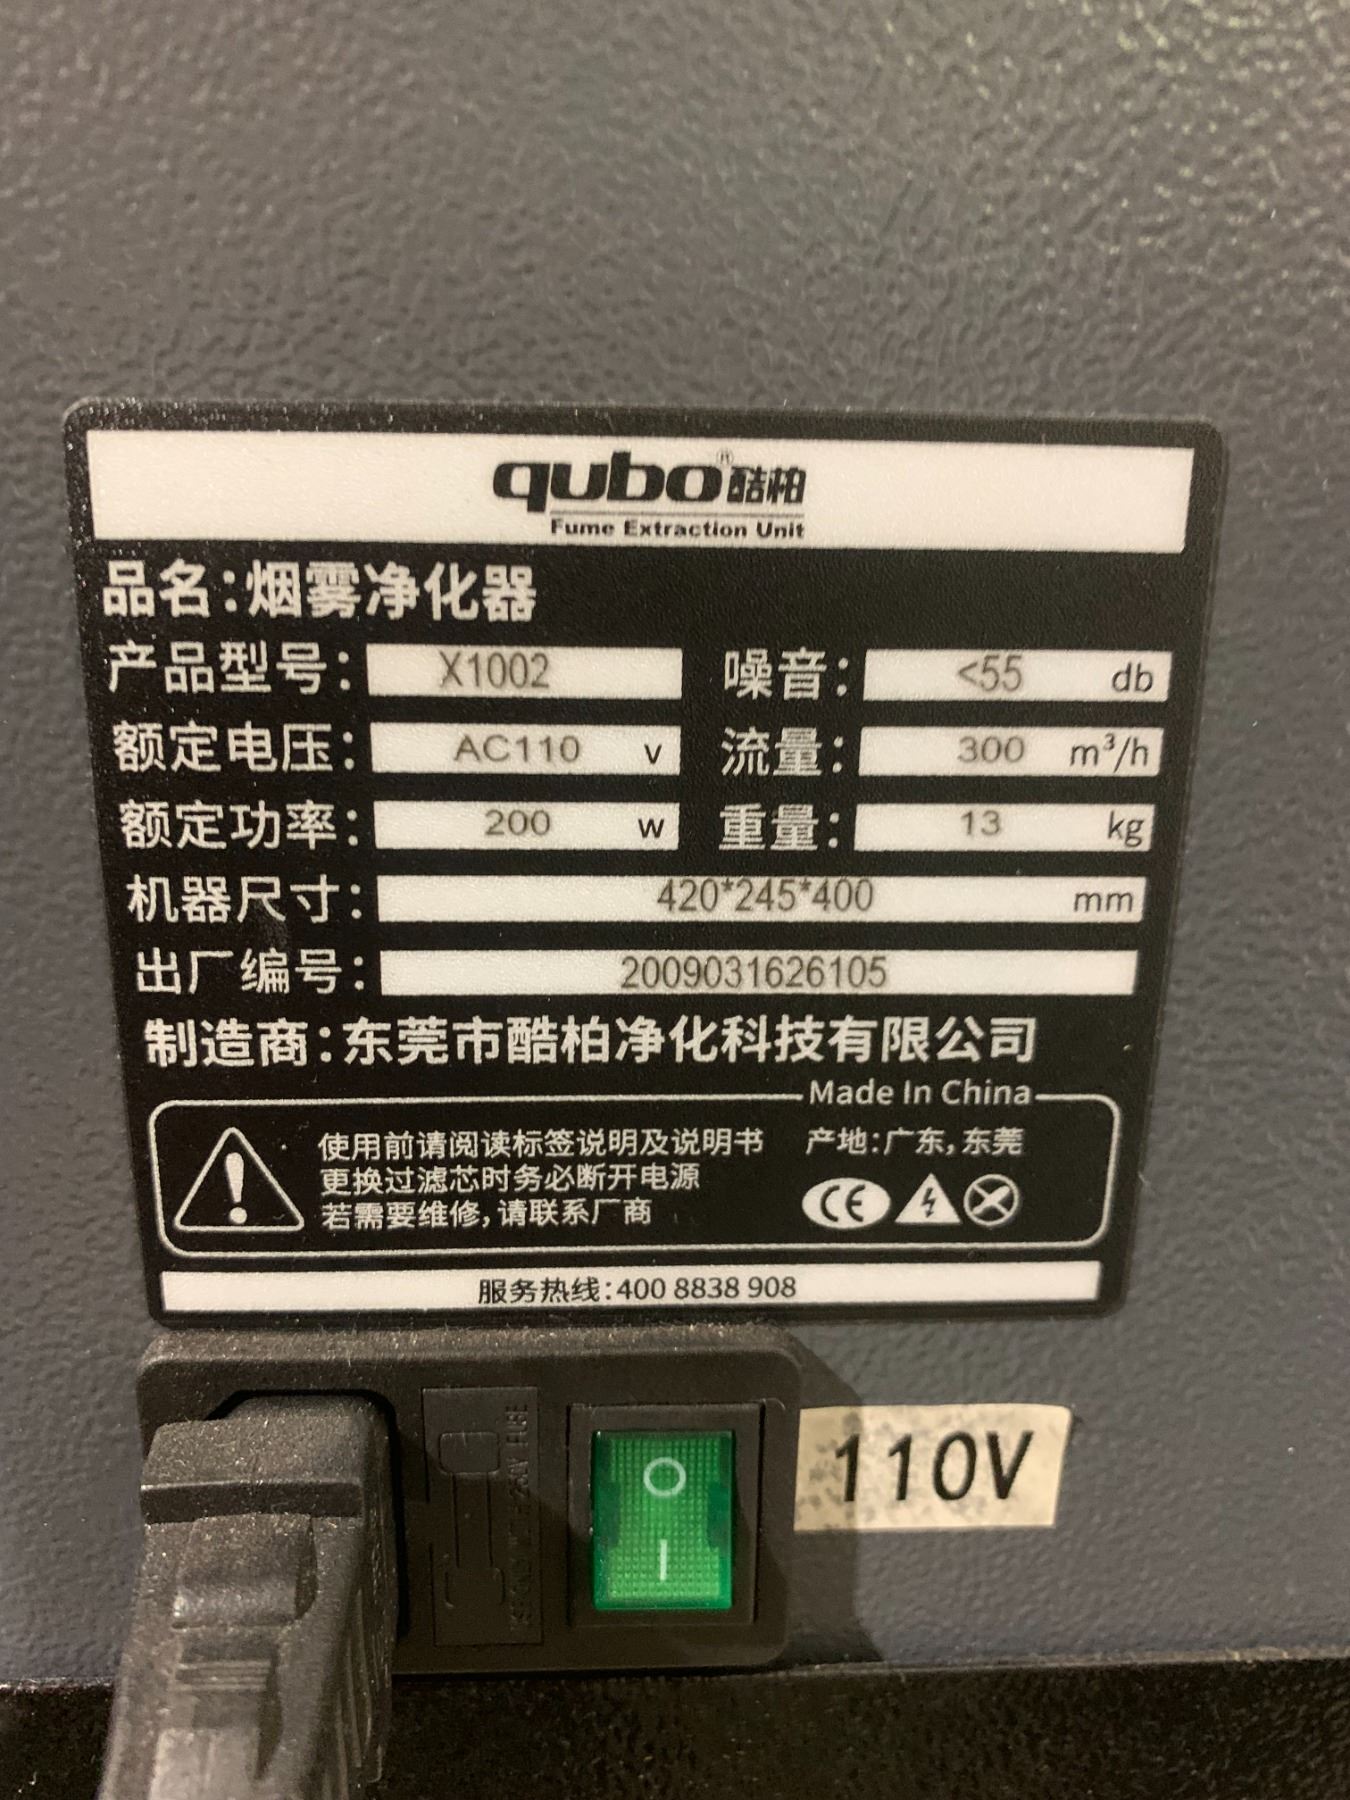 qubo® 酷柏
Fume Extraction Unit
品名:烟雾净化器
产品型号: X1002 噪音: <55 db
额定电压: AC110 v 流量: 300 m³/h
额定功率: 200 w 重量: 13 kg
机器尺寸: 420*245*400 mm
出厂编号: 2009031626105
制造商:东莞市酷柏净化科技有限公司
Made In China
使用前请阅读标签说明及说明书 产地:广东,东莞
更换过滤芯时务必断开电源
若需要维修,请联系厂商
CE
服务热线:400 8838 908
FUSE
110V